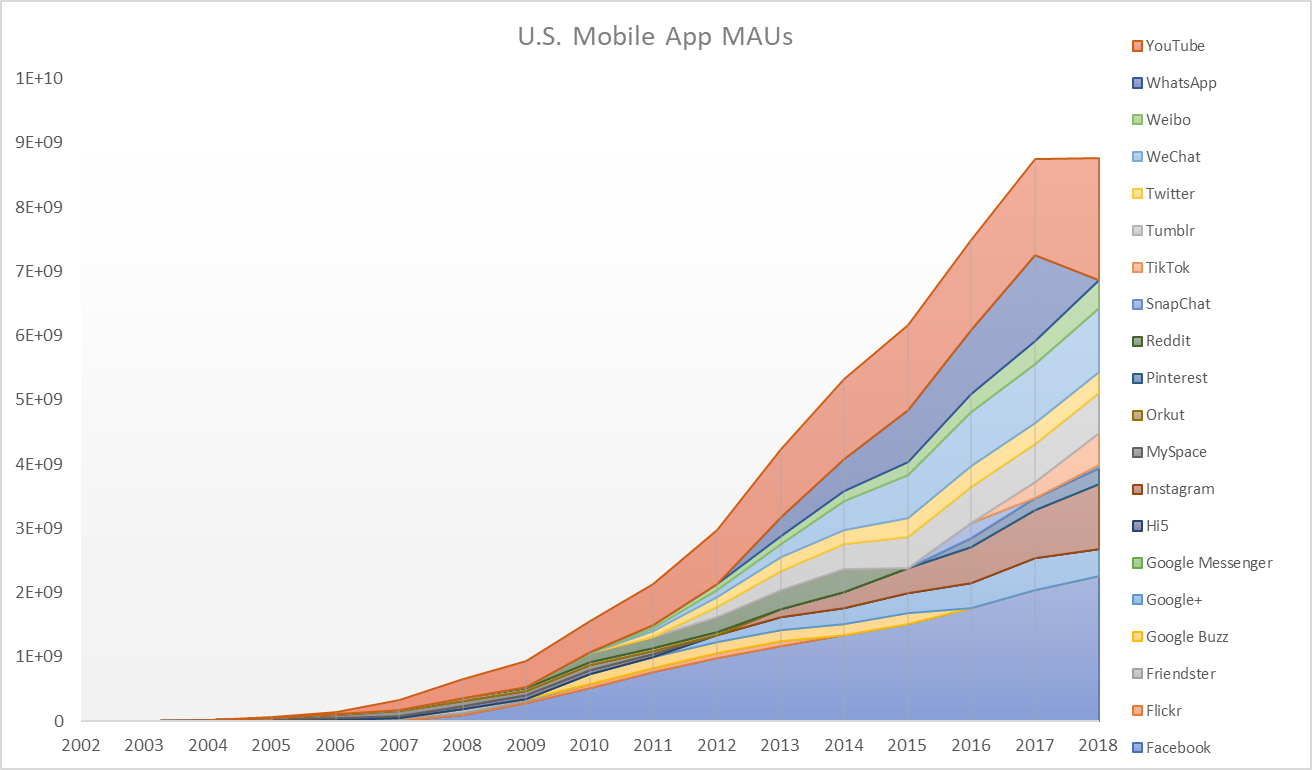 U.S. Mobile App MAUs
1E+10
9E+09
8E+09
7E+09
6E+09
5E+09
4E+09
3E+09
2E+09
1E+09
0
2002 2003 2004 2005 2006 2007 2008 2009 2010 2011 2012 2013 2014 2015 2016 2017 2018
YouTube
WhatsApp
Weibo
WeChat
Twitter
Tumblr
TikTok
SnapChat
Reddit
Pinterest
Orkut
MySpace
Instagram
Hi5
Google Messenger
Google+
Google Buzz
Friendster
Flickr
Facebook